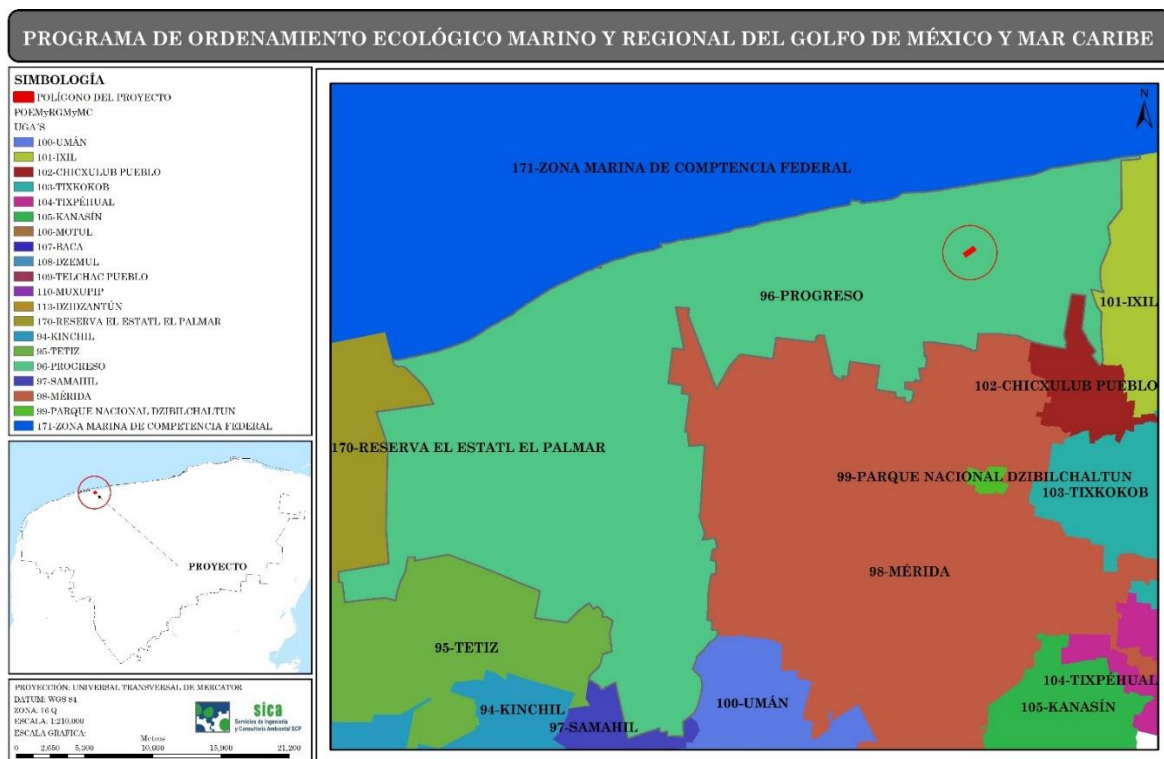 PROGRAMA DE ORDENAMIENTO ECOLÓGICO MARINO Y REGIONAL DEL GOLFO DE MÉXICO Y MAR CARIBE
SIMBOLOGÍA
POLÍGONO DEL PROYECTO
POEMyRGMyMC
UGA´S
100-UMÁN
101-IXIL
102-CHICXULUB PUEBLO
103-TIXKOKOB
104-TIXPÉHUAL
105-KANASÍN
106-MOTUL
107-BACA
108-DZEMUL
109-TELCHAC PUEBLO
110-MUXUPIP
113-DZIDZANTÚN
170-RESERVA EL ESTATL EL PALMAR
94-KINCHIL
95-TETIZ
96-PROGRESO
97-SAMAHIL
98-MÉRIDA
99-PARQUE NACIONAL DZIBILCHALTUN
171-ZONA MARINA DE COMPETENCIA FEDERAL
PROYECTO
PROYECCIÓN: UNIVERSAL TRANSVERSAL DE MERCATOR
DATUM: WGS 84
ZONA: 16 Q
ESCALA: 1:210,000
ESCALA GRAFICA:
Metros
0 2,650 5,300 10,600 15,900 21,200
sica
Servicios de Ingeniería
y Consultoría Ambiental SCP
N
171-ZONA MARINA DE COMPTENCIA FEDERAL
96-PROGRESO
101-IXIL
102-CHICXULUB PUEBLO
170-RESERVA EL ESTATL EL PALMAR
99-PARQUE NACIONAL DZIBILCHALTUN
103-TIXKOKOB
98-MÉRIDA
95-TETIZ
104-TIXPÉHUAL
94-KINCHIL
100-UMÁN
105-KANASÍN
97-SAMAHIL